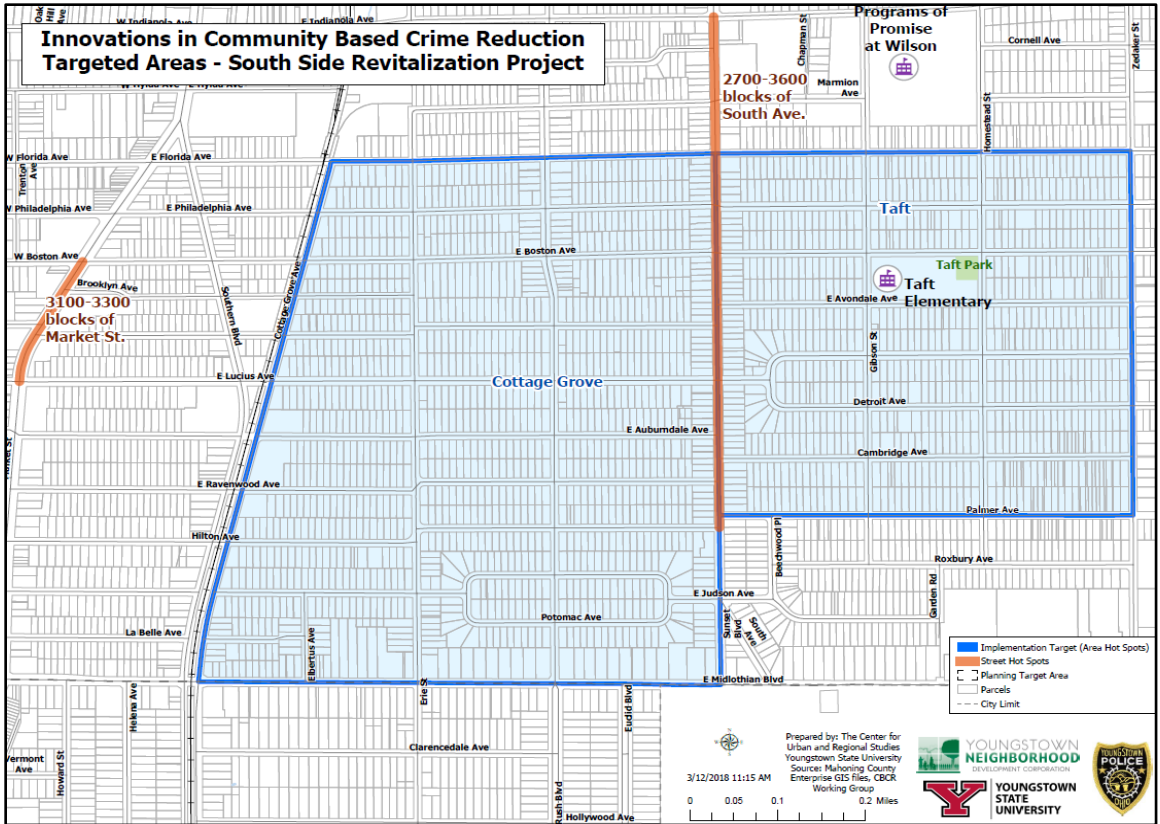 Innovations in Community Based Crime Reduction
Targeted Areas - South Side Revitalization Project
Oak
Hill
Ave
W Indianola Ave
E Indianola Ave
Chapman St
Programs of
Promise
at Wilson
Cornell Ave
Zedaker St
2700-3600
blocks of
South Ave.
Marmion
Ave
Homestead St
W Florida Ave
E Florida Ave
Trenton
Ave
W Philadelphia Ave
E Philadelphia Ave
Taft
W Boston Ave
E Boston Ave
Brooklyn Ave
Cottage Grove Ave
Southern Blvd
Taft Park
Taft
Elementary
E Avondale Ave
3100-3300
blocks of
Market St.
Gibson St
E Lucius Ave
Cottage Grove
Detroit Ave
E Auburndale Ave
Cambridge Ave
Market St
E Ravenwood Ave
Palmer Ave
Hilton Ave
Beechwood Pl
Roxbury Ave
Garden Rd
E Judson Ave
Potomac Ave
Sunset
Blvd
South
Ave
La Belle Ave
Elbertus Ave
Erie St
E Midlothian Blvd
Euclid Blvd
Helena Ave
Clarencedale Ave
Vermont
Ave
Howard St
Rush Blvd
Hollywood Ave
Implementation Target (Area Hot Spots)
Street Hot Spots
Planning Target Area
Parcels
City Limit
3/12/2018 11:15 AM
Prepared by: The Center for
Urban and Regional Studies
Youngstown State University
Source: Mahoning County
Enterprise GIS files, CBCR
Working Group
0 0.05 0.1 0.2 Miles
YOUNGSTOWN
NEIGHBORHOOD
DEVELOPMENT CORPORATION
Y
YOUNGSTOWN
STATE
UNIVERSITY
YOUNGSTOWN
POLICE
OHIO